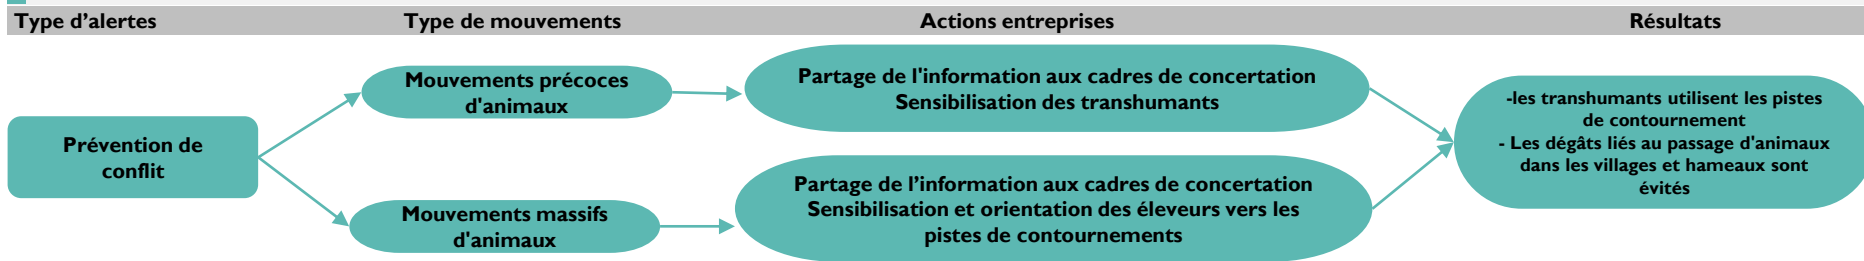 Type d’alertes
Type de mouvements
Actions entreprises
Résultats
Prévention de
conflit
Mouvements précoces
d'animaux
Partage de l'information aux cadres de concertation
Sensibilisation des transhumants
Mouvements massifs
d'animaux
Partage de l’information aux cadres de concertation
Sensibilisation et orientation des éleveurs vers les
pistes de contournements
-les transhumants utilisent les pistes
de contournement
- Les dégâts liés au passage d'animaux
dans les villages et hameaux sont
évités